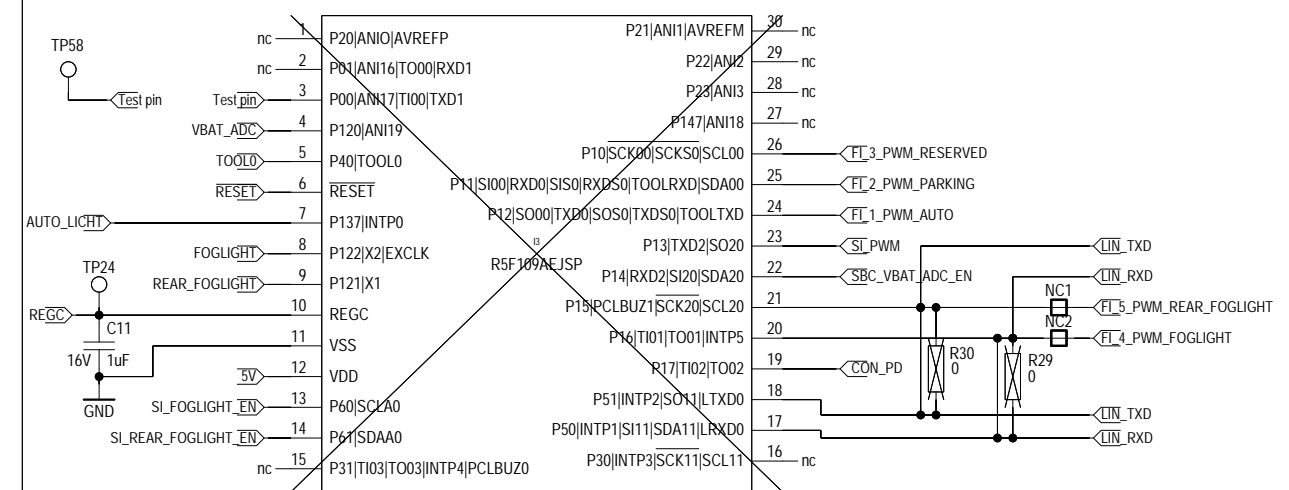 TP58
Test pin
nc 1 P20|ANIO|AVREFP
nc 2 P01|ANI16|TO00|RXD1
Test pin 3 P00|ANI17|TI00|TXD1
VBAT_ADC 4 P120|ANI19
TOOL0 5 P40|TOOL0
RESET 6 RESET
AUTO_LICHT 7 P137|INTP0
FOGLIGHT 8 P122|X2|EXCLK
TP24
REAR_FOGLIGHT 9 P121|X1
REGC 10 REGC
C11
16V 1uF
11 VSS
5V 12 VDD
GND
SI_FOGLIGHT_EN 13 P60|SCLA0
SI_REAR_FOGLIGHT_EN 14 P61|SDAA0
nc 15 P31|TI03|TO03|INTP4|PCLBUZ0
I3
R5F109AEJSP
P21|ANI1|AVREFM 30 nc
P22|ANI2 29 nc
P23|ANI3 28 nc
P147|ANI18 27 nc
P10|SCK00|SCKS0|SCL00 26 FI_3_PWM_RESERVED
P11|SI00|RXD0|SIS0|RXDS0|TOOLRXD|SDA00 25 FI_2_PWM_PARKING
P12|SO00|TXD0|SOS0|TXDS0|TOOLTXD 24 FI_1_PWM_AUTO
P13|TXD2|SO20 23 SI_PWM
LIN_TXD
P14|RXD2|SI20|SDA20 22 SBC_VBAT_ADC_EN
LIN_RXD
P15|PCLBUZ1|SCK20|SCL20 21 NC1 FI_5_PWM_REAR_FOGLIGHT
P16|TI01|TO01|INTP5 20 NC2 FI_4_PWM_FOGLIGHT
P17|TI02|TO02 19 CON_PD
R30
0
R29
0
P51|INTP2|SO11|LTXD0 18 LIN_TXD
P50|INTP1|SI11|SDA11|LRXD0 17 LIN_RXD
P30|INTP3|SCK11|SCL11 16 nc